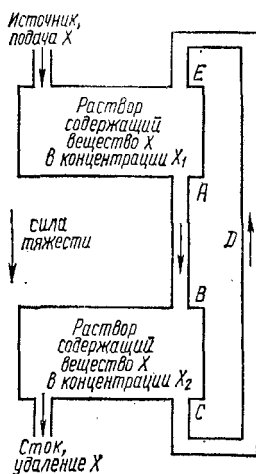 Источник,
подача X
E
Раствор
содержащий
вещество X
в концентрации X₁
A
сила
тяжести
D
B
Раствор
содержащий
вещество X
в концентрации X₂
C
Сток,
удаление X